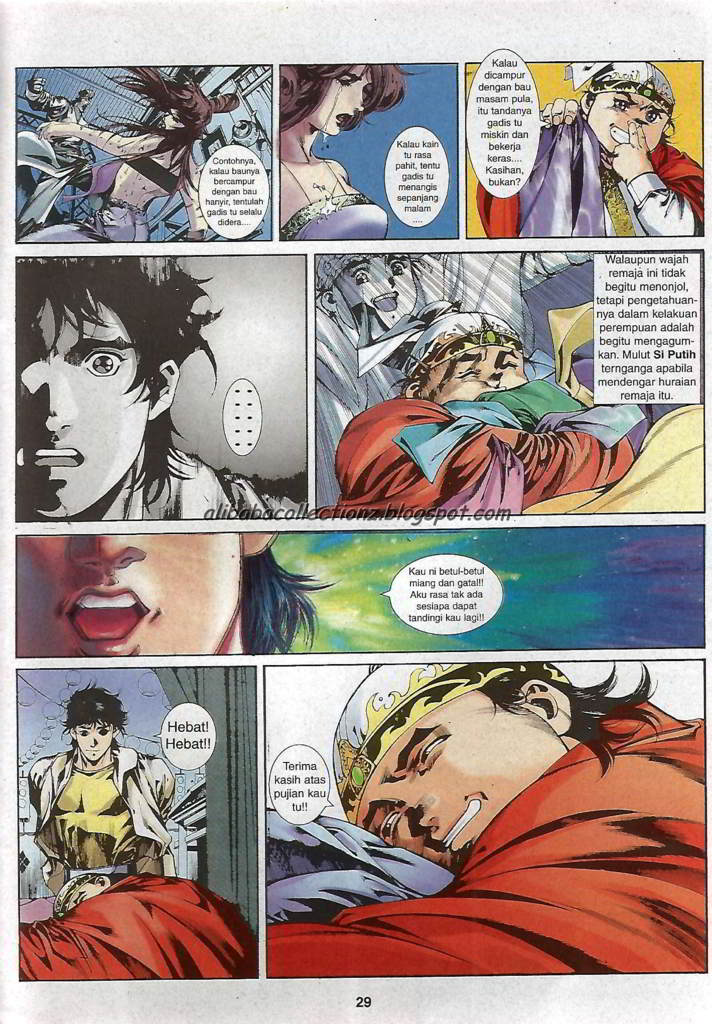 Contohnya,
kalau baunya
bercampur
dengan bau
hanyir, tentulah
gadis tu selalu
didera....
Kalau kain
tu rasa
pahit, tentu
gadis tu
menangis
sepanjang
malam
....
Kalau
dicampur
dengan bau
masam pula,
itu tandanya
gadis tu
miskin dan
bekerja
keras....
Kasihan,
bukan?
Walaupun wajah
remaja ini tidak
begitu menonjol,
tetapi pengetahuan-
nya dalam kelakuan
perempuan adalah
begitu mengagum-
kan. Mulut Si Putih
ternganga apabila
mendengar huraian
remaja itu.
alibabacollectionz.blogspot.com
Kau ni betul-betul
miang dan gatal!!
Aku rasa tak ada
sesiapa dapat
tandingi kau lagi!!
Hebat!
Hebat!!
Terima
kasih atas
pujian kau
tu!!
29